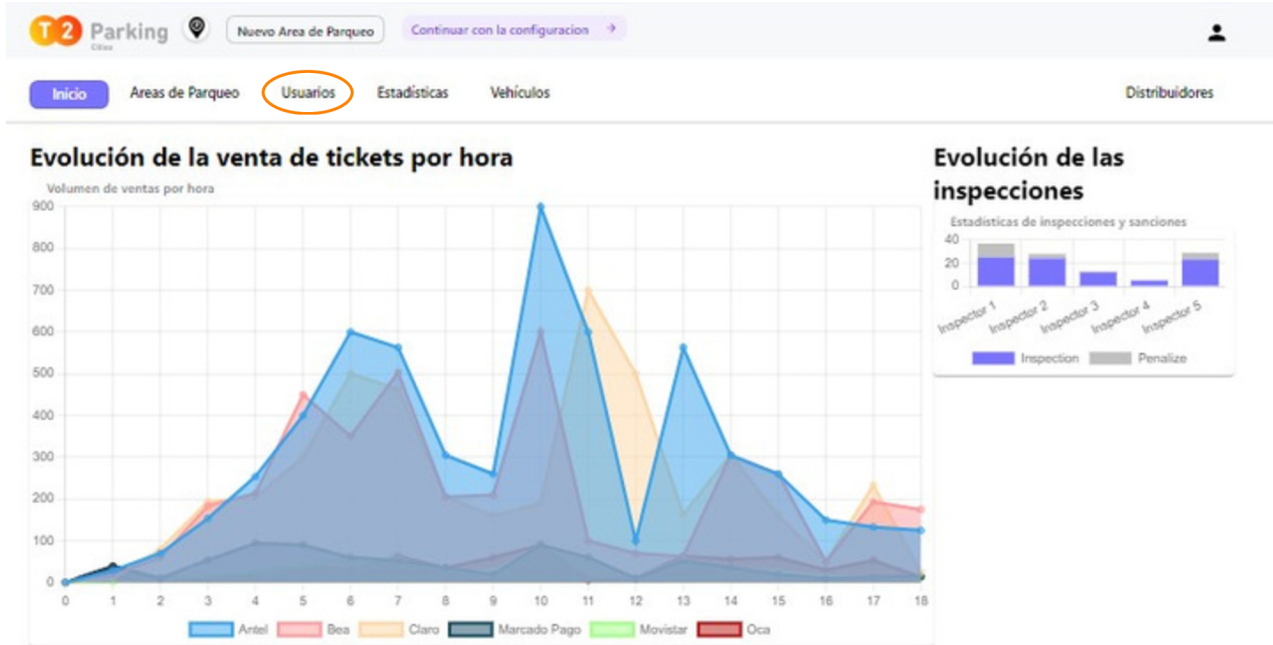 T2 Parking
Cities
Nuevo Area de Parqueo
Continuar con la configuracion →
Inicio
Areas de Parqueo
Usuarios
Estadísticas
Vehículos
Distribuidores
Evolución de la venta de tickets por hora
Volumen de ventas por hora
900
800
700
600
500
400
300
200
100
0
0 1 2 3 4 5 6 7 8 9 10 11 12 13 14 15 16 17 18
Antel Bea Claro Marcado Pago Movistar Oca
Evolución de las
inspecciones
Estadísticas de inspecciones y sanciones
40
20
0
Inspector 1 Inspector 2 Inspector 3 Inspector 4 Inspector 5
Inspection Penalize